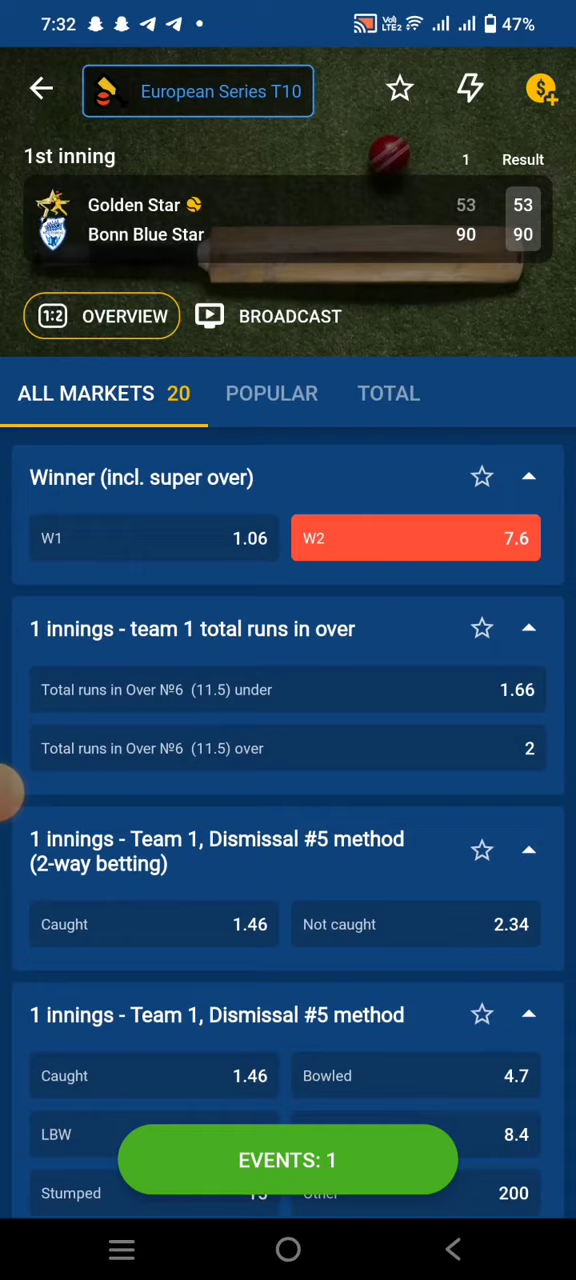 7:32
Vo) LTE2 47%
European Series T10
1st inning
1 Result
Golden Star 53 53
Bonn Blue Star 90 90
1:2 OVERVIEW BROADCAST
ALL MARKETS 20 POPULAR TOTAL
Winner (incl. super over)
W1 1.06 W2 7.6
1 innings - team 1 total runs in over
Total runs in Over №6 (11.5) under 1.66
Total runs in Over №6 (11.5) over 2
1 innings - Team 1, Dismissal #5 method
(2-way betting)
Caught 1.46 Not caught 2.34
1 innings - Team 1, Dismissal #5 method
Caught 1.46 Bowled 4.7
LBW 8.4
EVENTS: 1
Stumped Other 200